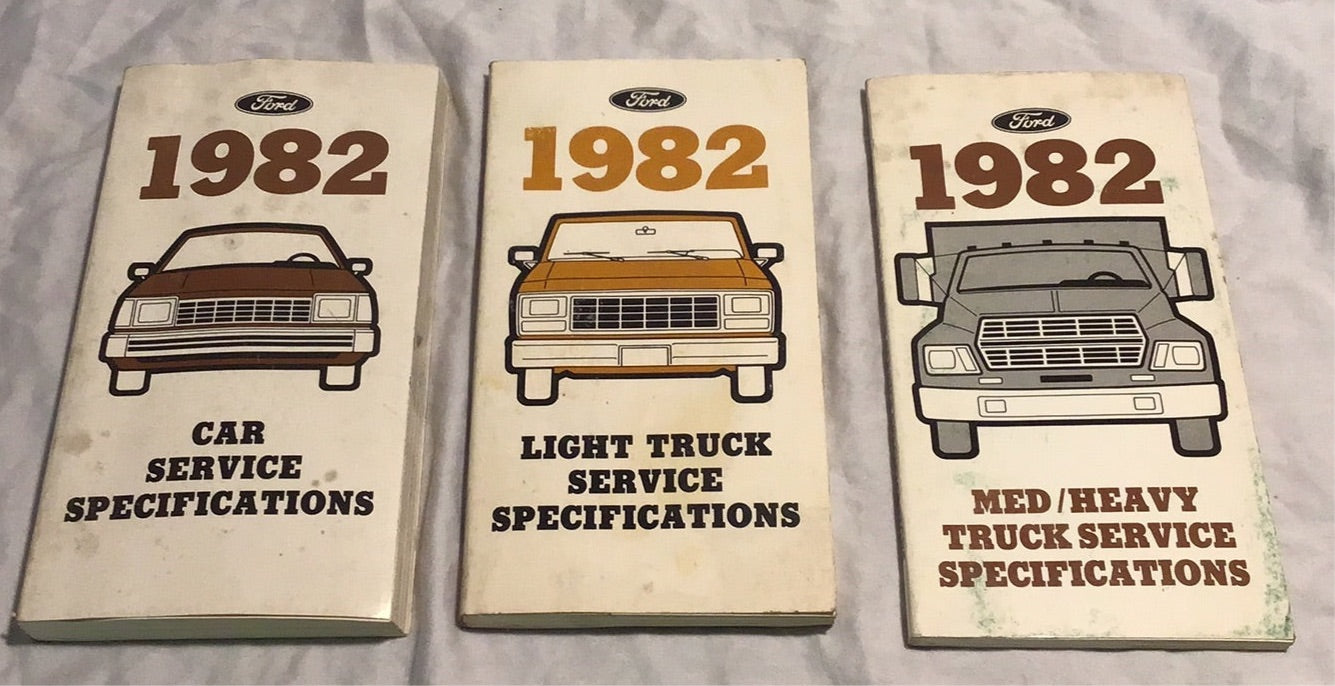 Ford
1982
CAR
SERVICE
SPECIFICATIONS
Ford
1982
LIGHT TRUCK
SERVICE
SPECIFICATIONS
Ford
1982
MED/HEAVY
TRUCK SERVICE
SPECIFICATIONS